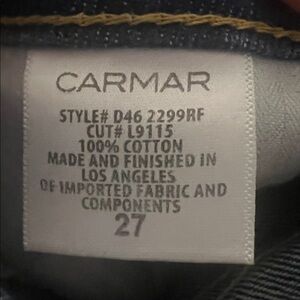 CARMAR
STYLE# D46 2299RF
CUT# L9115
100% COTTON
MADE AND FINISHED IN
LOS ANGELES
OF IMPORTED FABRIC AND
COMPONENTS
27